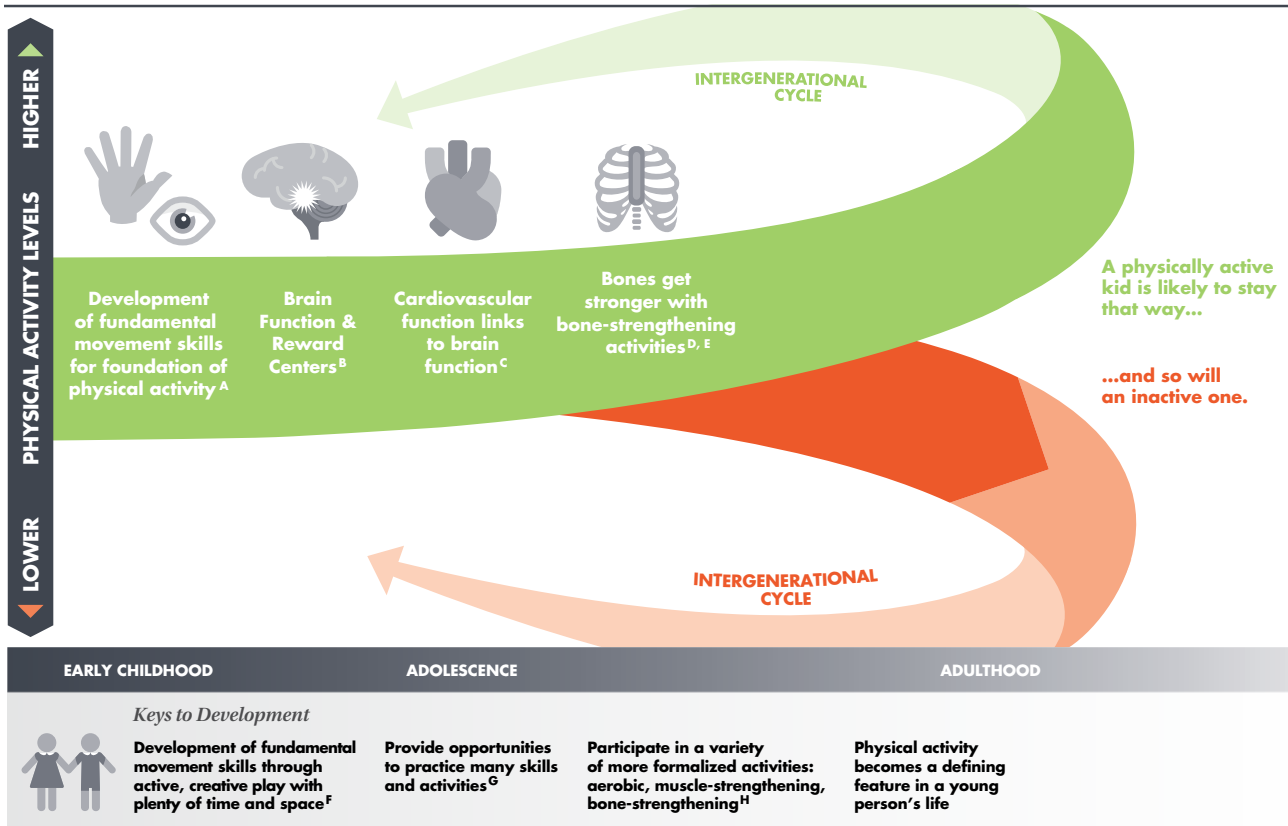 HIGHER
PHYSICAL ACTIVITY LEVELS
LOWER
INTERGENERATIONAL
CYCLE
Development
of fundamental
movement skills
for foundation of
physical activity A
Brain
Function &
Reward
Centers B
Cardiovascular
function links
to brain
function C
Bones get
stronger with
bone-strengthening
activities D, E
A physically active
kid is likely to stay
that way...
...and so will
an inactive one.
INTERGENERATIONAL
CYCLE
EARLY CHILDHOOD
ADOLESCENCE
ADULTHOOD
Keys to Development
Development of fundamental
movement skills through
active, creative play with
plenty of time and space F
Provide opportunities
to practice many skills
and activities G
Participate in a variety
of more formalized activities:
aerobic, muscle-strengthening,
bone-strengthening H
Physical activity
becomes a defining
feature in a young
person's life